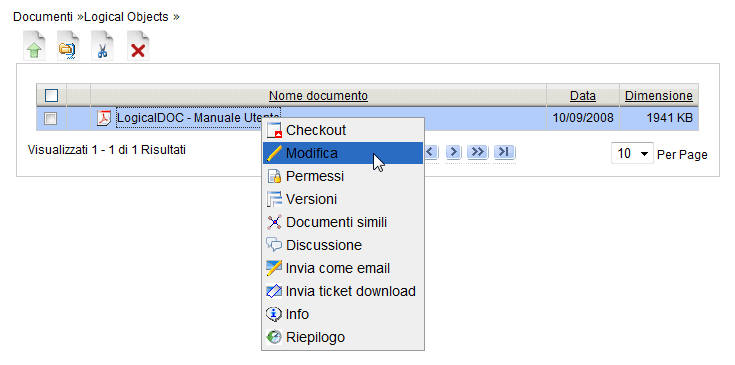 Documenti »Logical Objects »
Nome documento Data Dimensione
LogicalDOC - Manuale Utente 10/09/2008 1941 KB
Visualizzati 1 - 1 di 1 Risultati 10 Per Page
Checkout
Modifica
Permessi
Versioni
Documenti simili
Discussione
Invia come email
Invia ticket download
Info
Riepilogo